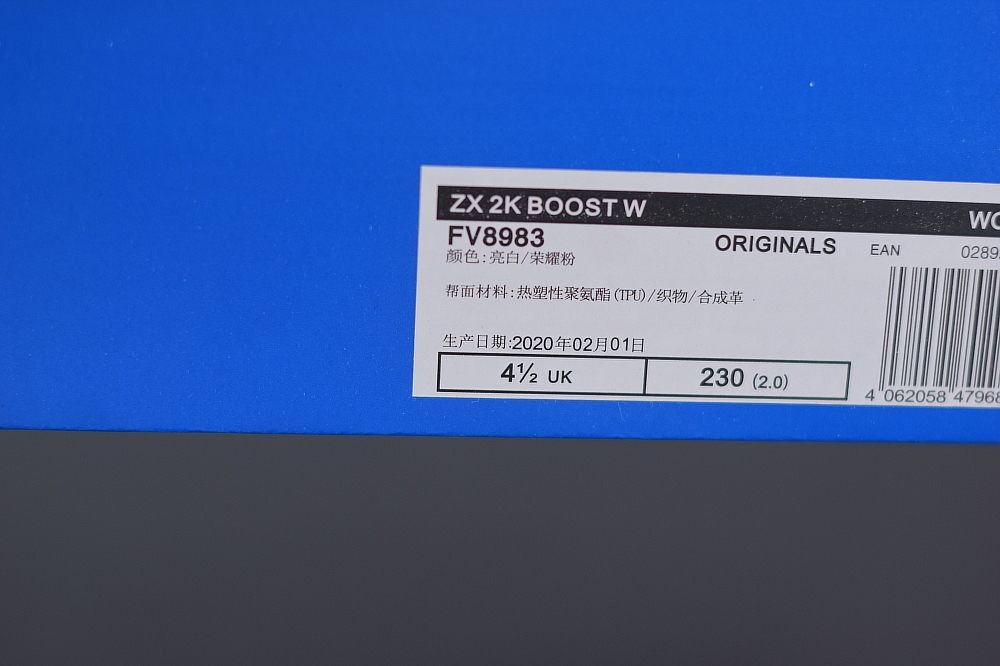 ZX 2K BOOST W
FV8983
ORIGINALS
EAN
颜色:亮白/荣耀粉
帮面材料:热塑性聚氨酯(TPU)/织物/合成革
生产日期:2020年02月01日
4½ UK
230 (2.0)
4 062058